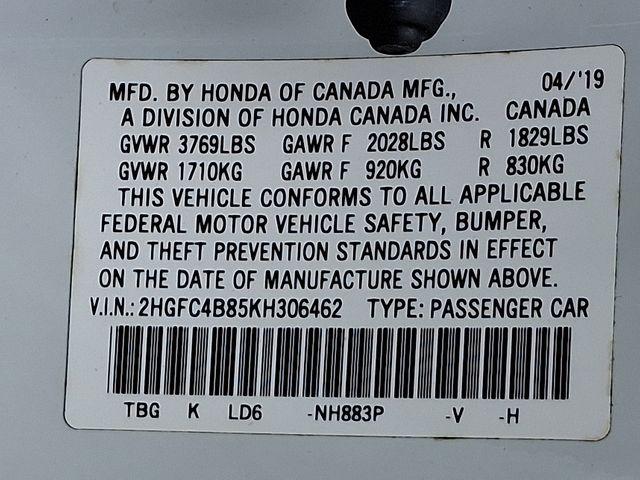 MFD. BY HONDA OF CANADA MFG., 04/'19
A DIVISION OF HONDA CANADA INC. CANADA
GVWR 3769LBS GAWR F 2028LBS R 1829LBS
GVWR 1710KG GAWR F 920KG R 830KG
THIS VEHICLE CONFORMS TO ALL APPLICABLE
FEDERAL MOTOR VEHICLE SAFETY, BUMPER,
AND THEFT PREVENTION STANDARDS IN EFFECT
ON THE DATE OF MANUFACTURE SHOWN ABOVE.
V.I.N.: 2HGFC4B85KH306462 TYPE: PASSENGER CAR
TBG K LD6 -NH883P -V -H